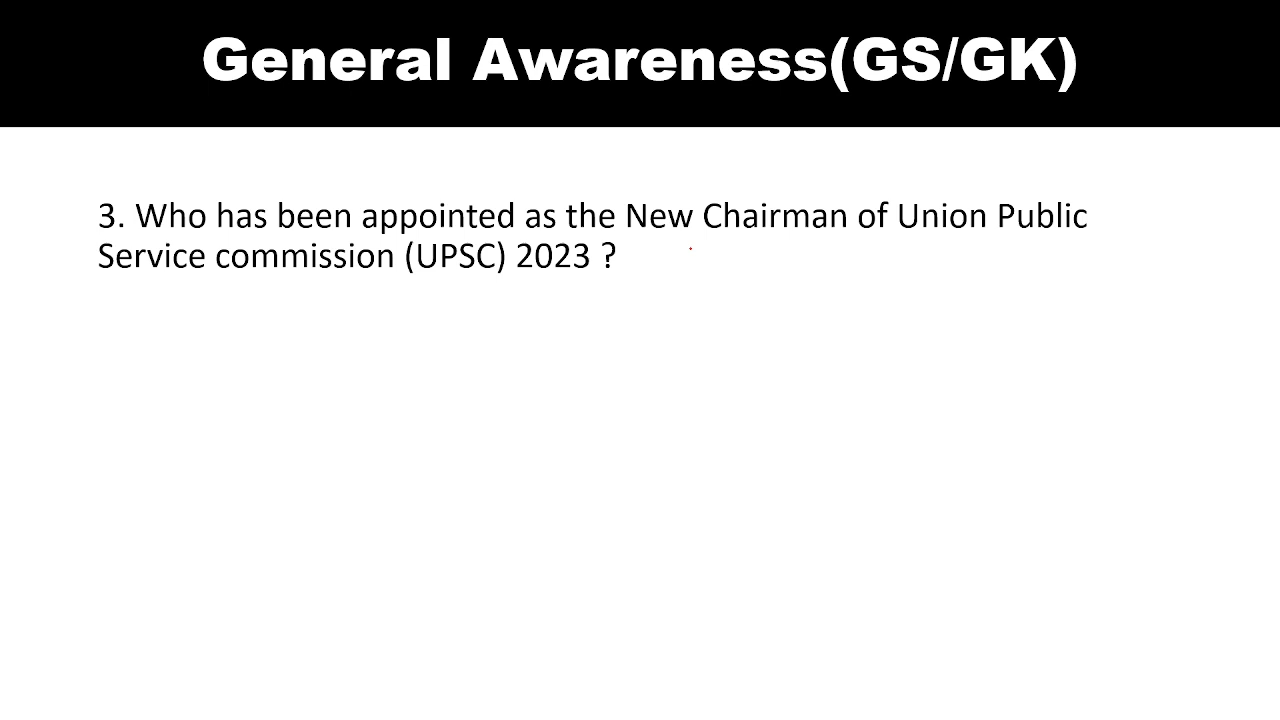 General Awareness(GS/GK)
3. Who has been appointed as the New Chairman of Union Public
Service commission (UPSC) 2023 ?